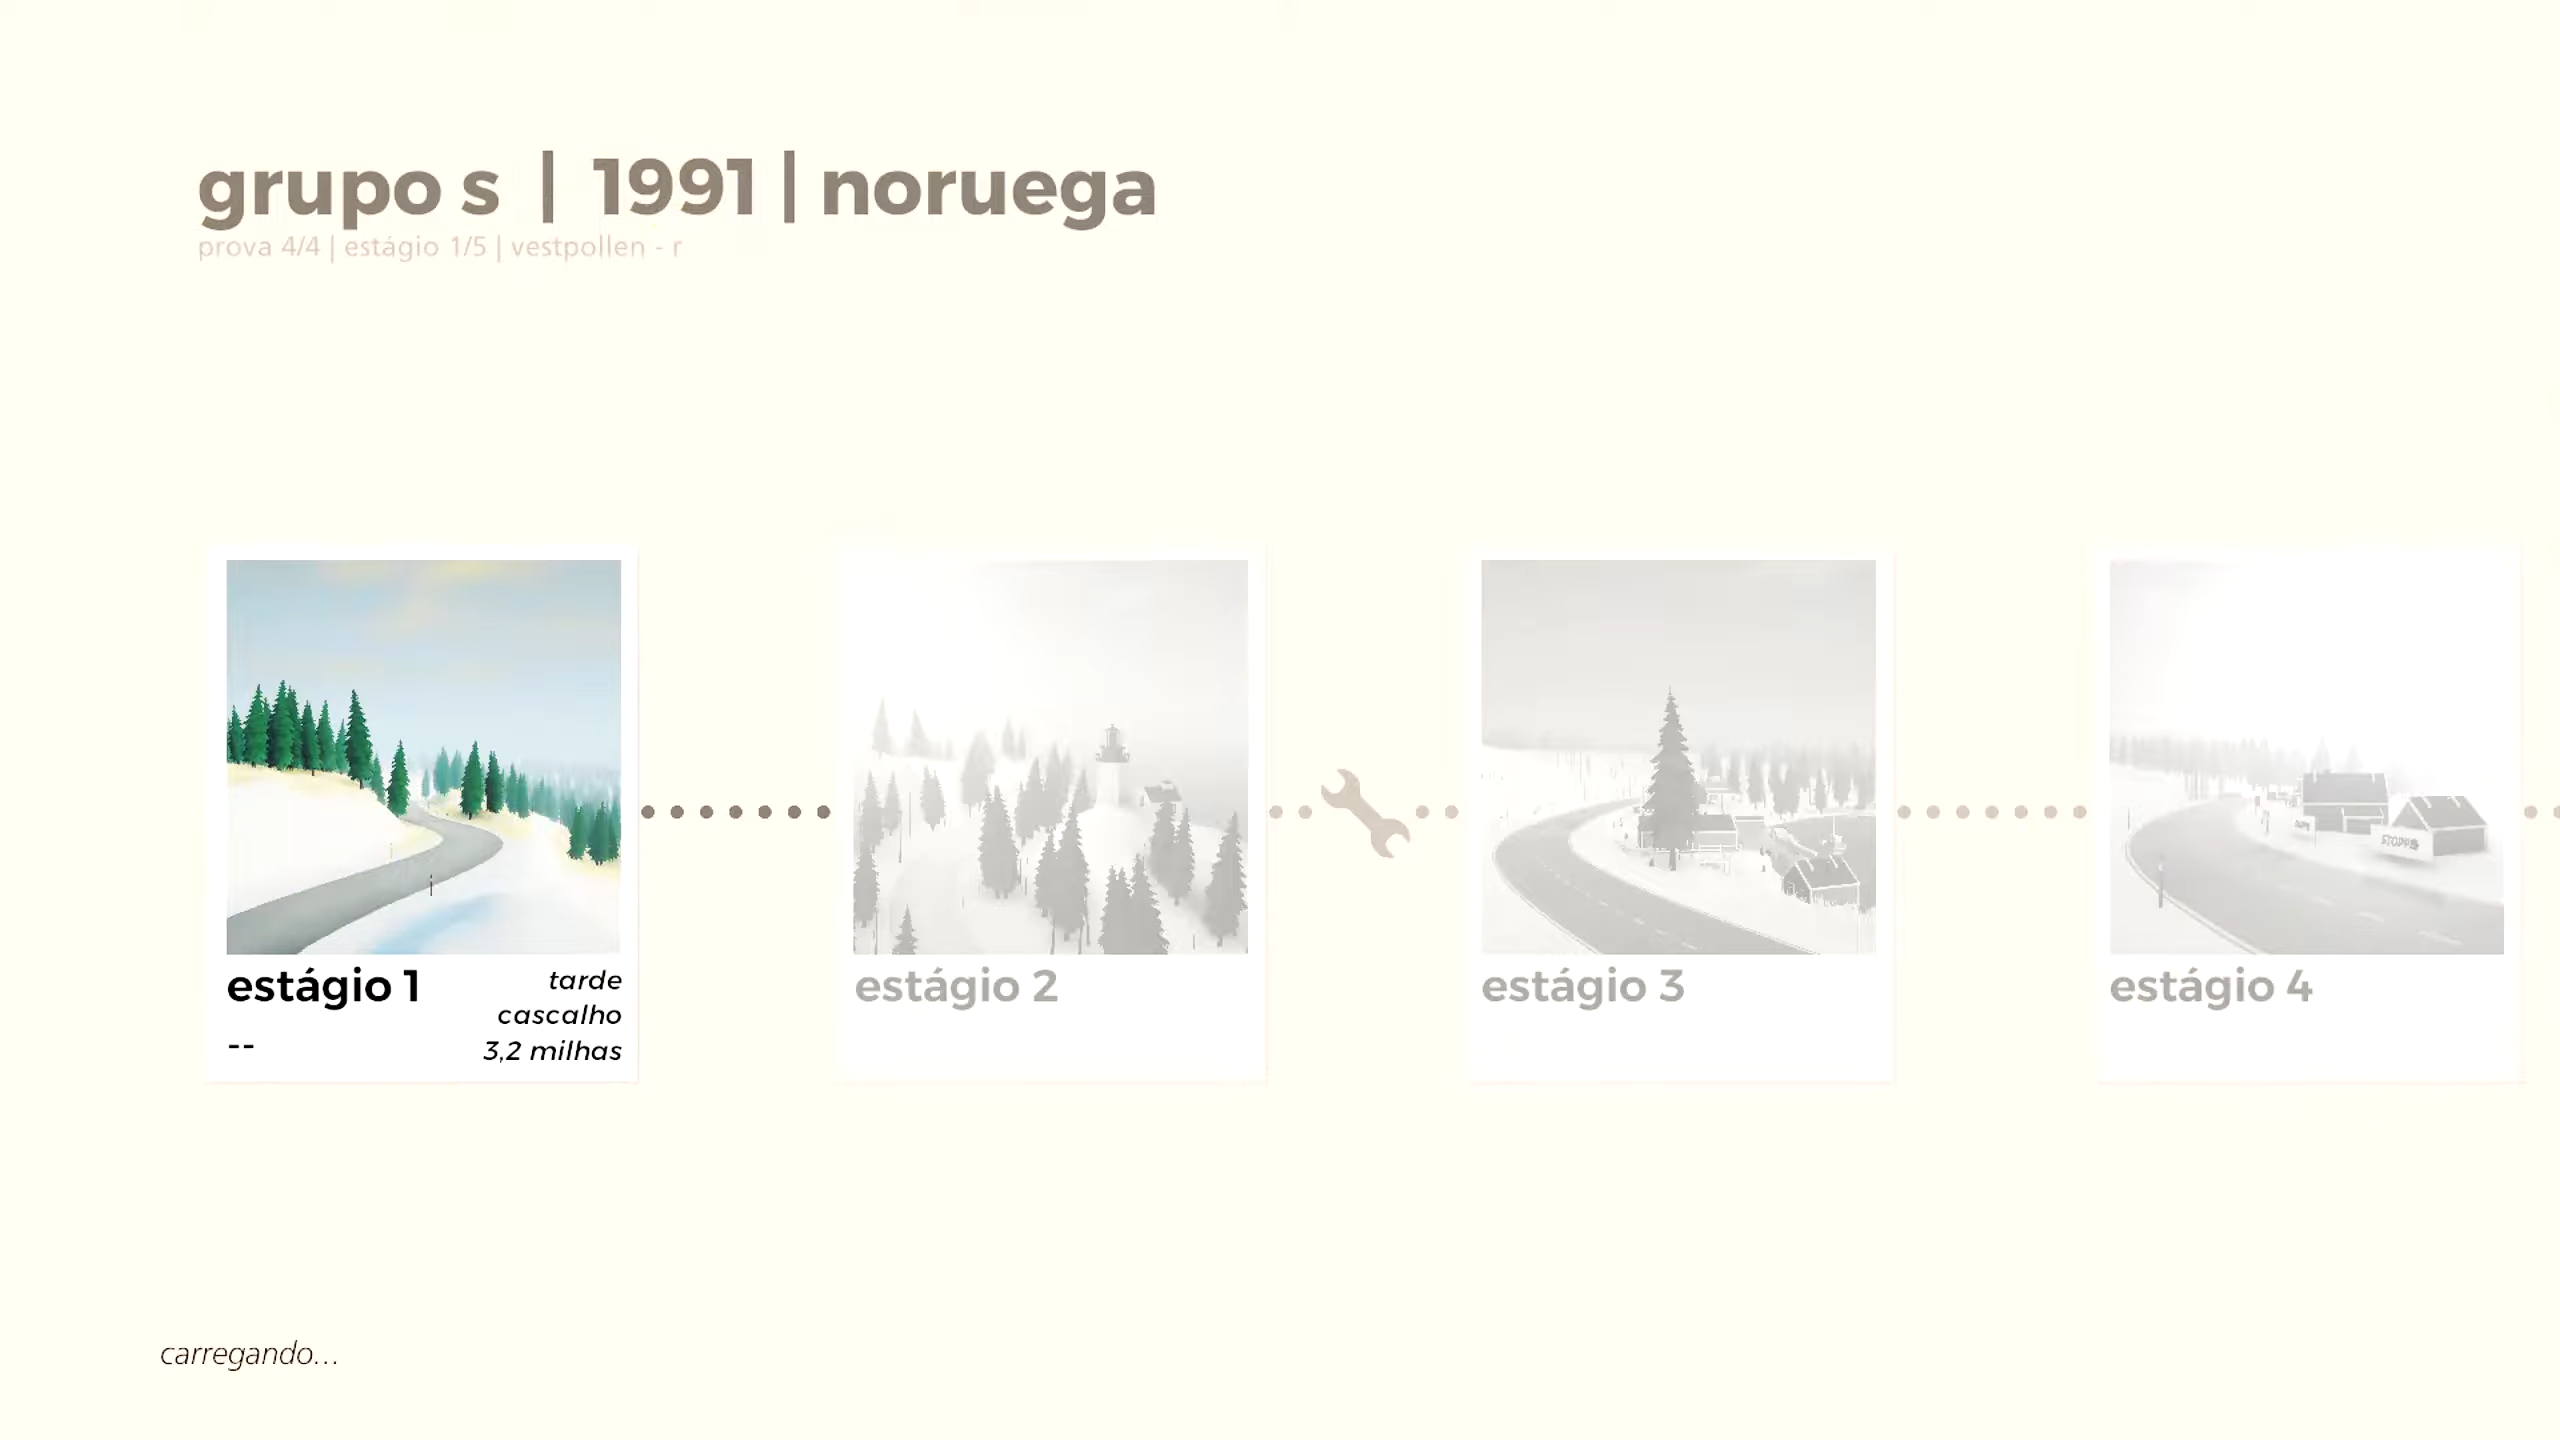 grupo s | 1991 | noruega
prova 4/4 | estágio 1/5 | vestpollen - r
estágio 1
--
tarde
cascalho
3,2 milhas
estágio 2
estágio 3
STOPP
estágio 4
carregando...